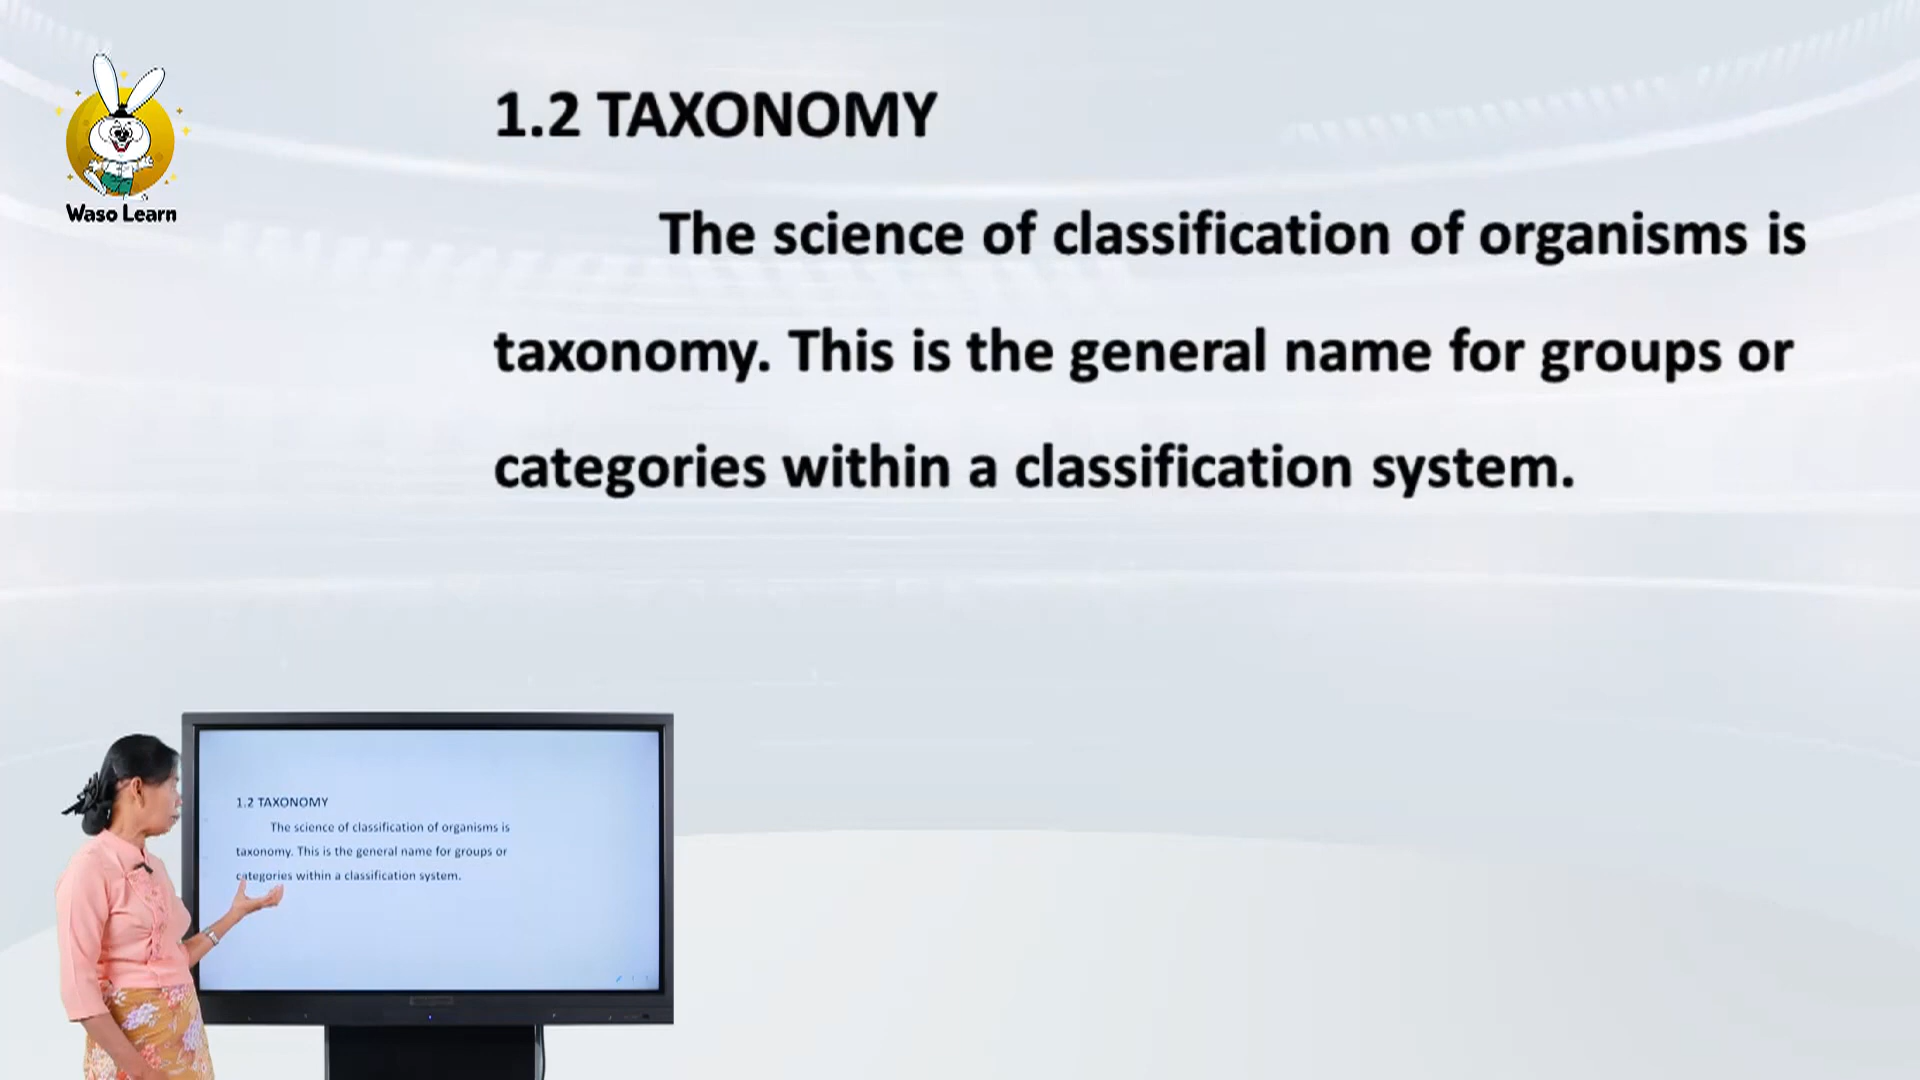 Waso Learn
1.2 TAXONOMY
The science of classification of organisms is
taxonomy. This is the general name for groups or
categories within a classification system.
1.2 TAXONOMY
The science of classification of organisms is
taxonomy. This is the general name for groups or
categories within a classification system.